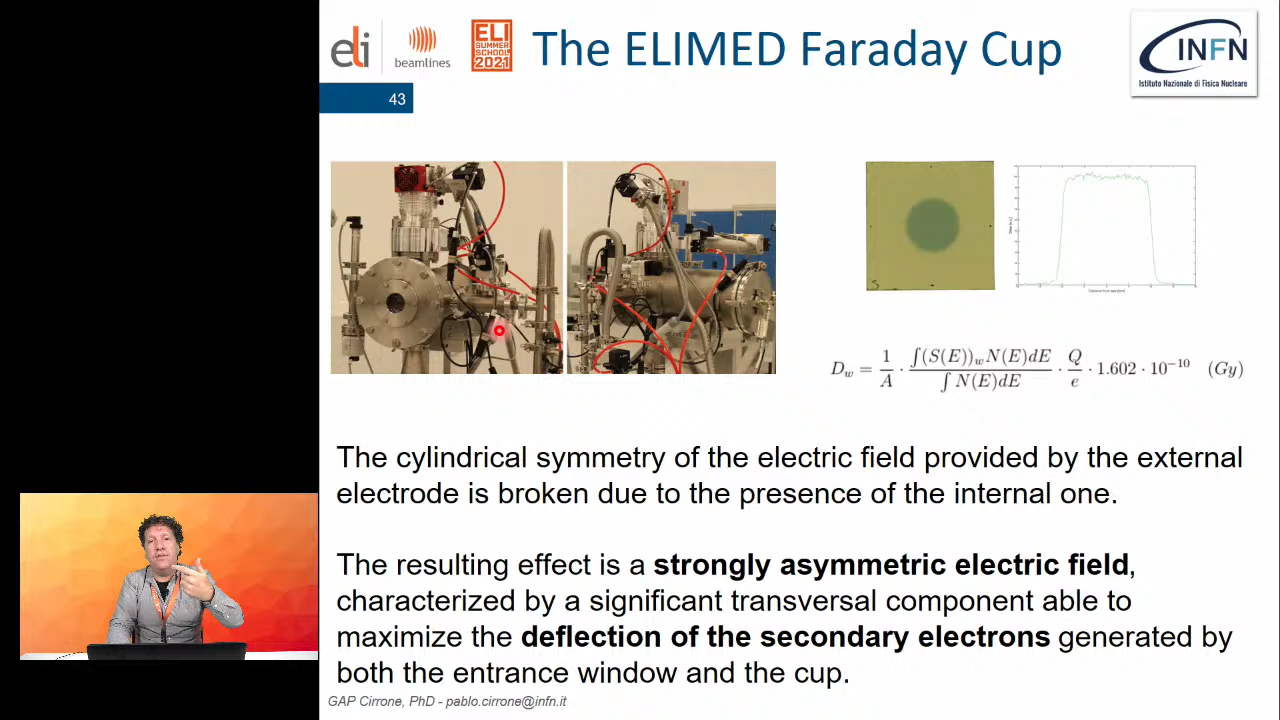 eli
beamlines
ELI
SUMMER
SCHOOL
2021
The ELIMED Faraday Cup
INFN
Istituto Nazionale di Fisica Nucleare
43
S
D_w = 1/A · ∫(S(E))_w N(E)dE / ∫ N(E)dE · Q/e · 1.602 · 10^−10 (Gy)
The cylindrical symmetry of the electric field provided by the external
electrode is broken due to the presence of the internal one.
The resulting effect is a strongly asymmetric electric field,
characterized by a significant transversal component able to
maximize the deflection of the secondary electrons generated by
both the entrance window and the cup.
GAP Cirrone, PhD - pablo.cirrone@infn.it